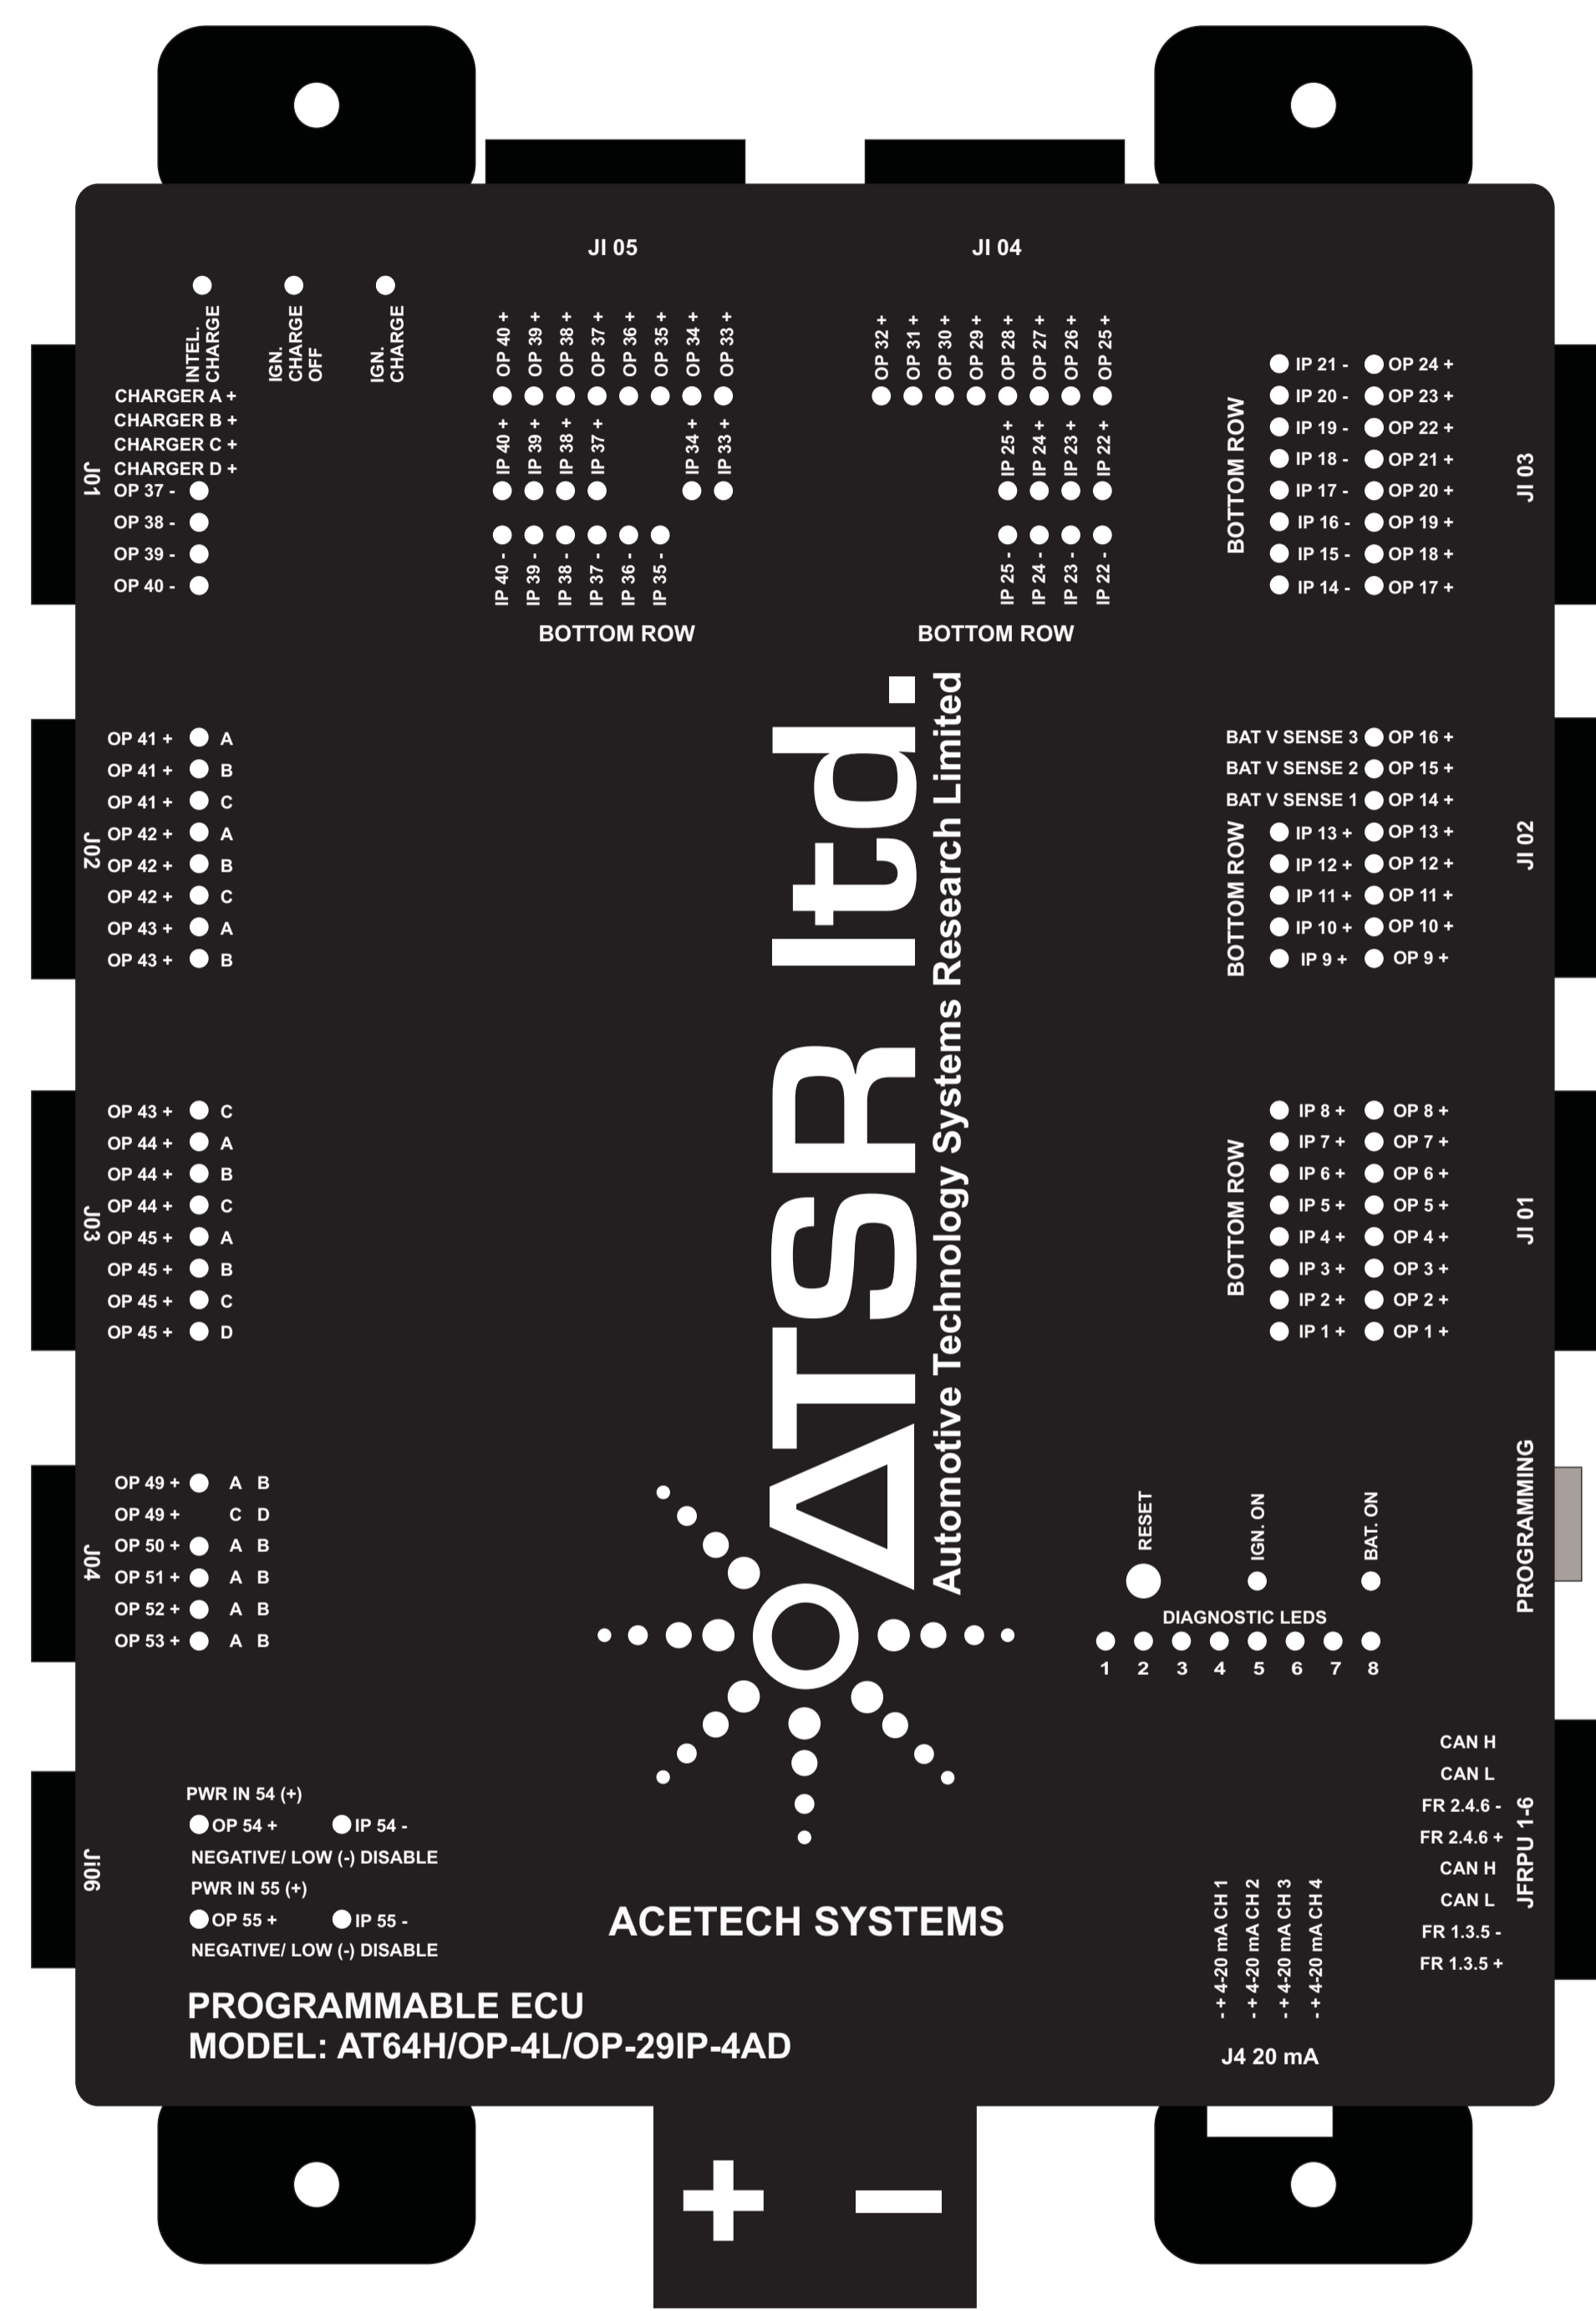 JI 05
JI 04
INTEL.
CHARGE
IGN.
CHARGE
OFF
IGN.
CHARGE
CHARGER A +
CHARGER B +
CHARGER C +
CHARGER D +
OP 37 -
OP 38 -
OP 39 -
OP 40 -
J01
OP 40 +
OP 39 +
OP 38 +
OP 37 +
OP 36 +
OP 35 +
OP 34 +
OP 33 +
IP 40 +
IP 39 +
IP 38 +
IP 37 +
IP 34 +
IP 33 +
IP 40 -
IP 39 -
IP 38 -
IP 37 -
IP 36 -
IP 35 -
BOTTOM ROW
OP 32 +
OP 31 +
OP 30 +
OP 29 +
OP 28 +
OP 27 +
OP 26 +
OP 25 +
IP 25 +
IP 24 +
IP 23 +
IP 22 +
IP 25 -
IP 24 -
IP 23 -
IP 22 -
BOTTOM ROW
BOTTOM ROW
IP 21 - OP 24 +
IP 20 - OP 23 +
IP 19 - OP 22 +
IP 18 - OP 21 +
IP 17 - OP 20 +
IP 16 - OP 19 +
IP 15 - OP 18 +
IP 14 - OP 17 +
JI 03
OP 41 + A
OP 41 + B
OP 41 + C
OP 42 + A
OP 42 + B
OP 42 + C
OP 43 + A
OP 43 + B
J02
BAT V SENSE 3 OP 16 +
BAT V SENSE 2 OP 15 +
BAT V SENSE 1 OP 14 +
IP 13 + OP 13 +
IP 12 + OP 12 +
IP 11 + OP 11 +
IP 10 + OP 10 +
IP 9 + OP 9 +
BOTTOM ROW
JI 02
ATSR ltd.
Automotive Technology Systems Research Limited
OP 43 + C
OP 44 + A
OP 44 + B
OP 44 + C
OP 45 + A
OP 45 + B
OP 45 + C
OP 45 + D
J03
IP 8 + OP 8 +
IP 7 + OP 7 +
IP 6 + OP 6 +
IP 5 + OP 5 +
IP 4 + OP 4 +
IP 3 + OP 3 +
IP 2 + OP 2 +
IP 1 + OP 1 +
BOTTOM ROW
JI 01
OP 49 + A B
OP 49 + C D
OP 50 + A B
OP 51 + A B
OP 52 + A B
OP 53 + A B
J04
RESET
IGN. ON
BAT. ON
PROGRAMMING
DIAGNOSTIC LEDS
1 2 3 4 5 6 7 8
PWR IN 54 (+)
OP 54 + IP 54 -
NEGATIVE/ LOW (-) DISABLE
PWR IN 55 (+)
OP 55 + IP 55 -
NEGATIVE/ LOW (-) DISABLE
Ji06
CAN H
CAN L
FR 2.4.6 -
FR 2.4.6 +
CAN H
CAN L
FR 1.3.5 -
FR 1.3.5 +
JFRPU 1-6
ACETECH SYSTEMS
- + 4-20 mA CH 1
- + 4-20 mA CH 2
- + 4-20 mA CH 3
- + 4-20 mA CH 4
J4 20 mA
PROGRAMMABLE ECU
MODEL: AT64H/OP-4L/OP-29IP-4AD
+ −